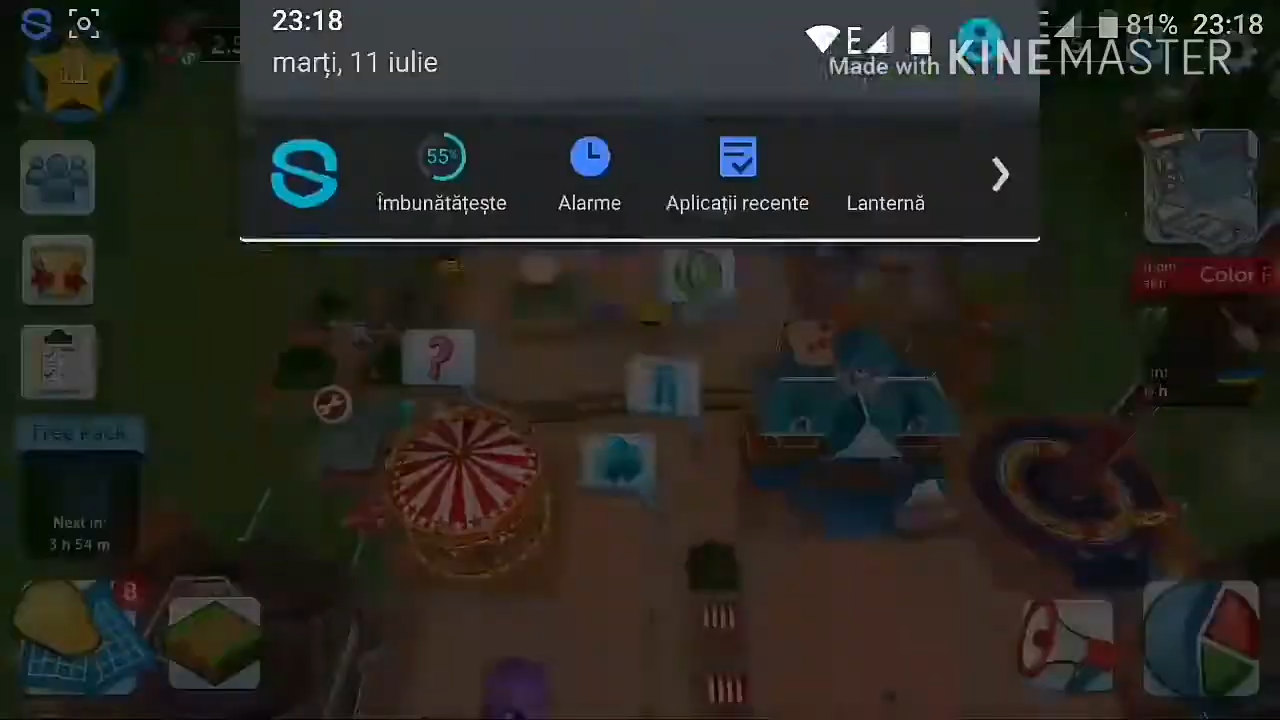 23:18
marți, 11 iulie
E
E
81% 23:18
Made with KINEMASTER
55%
Îmbunătățește
Alarme
Aplicații recente
Lanternă
Color
?
Free Pack
Next in:
3 h 54 m
8